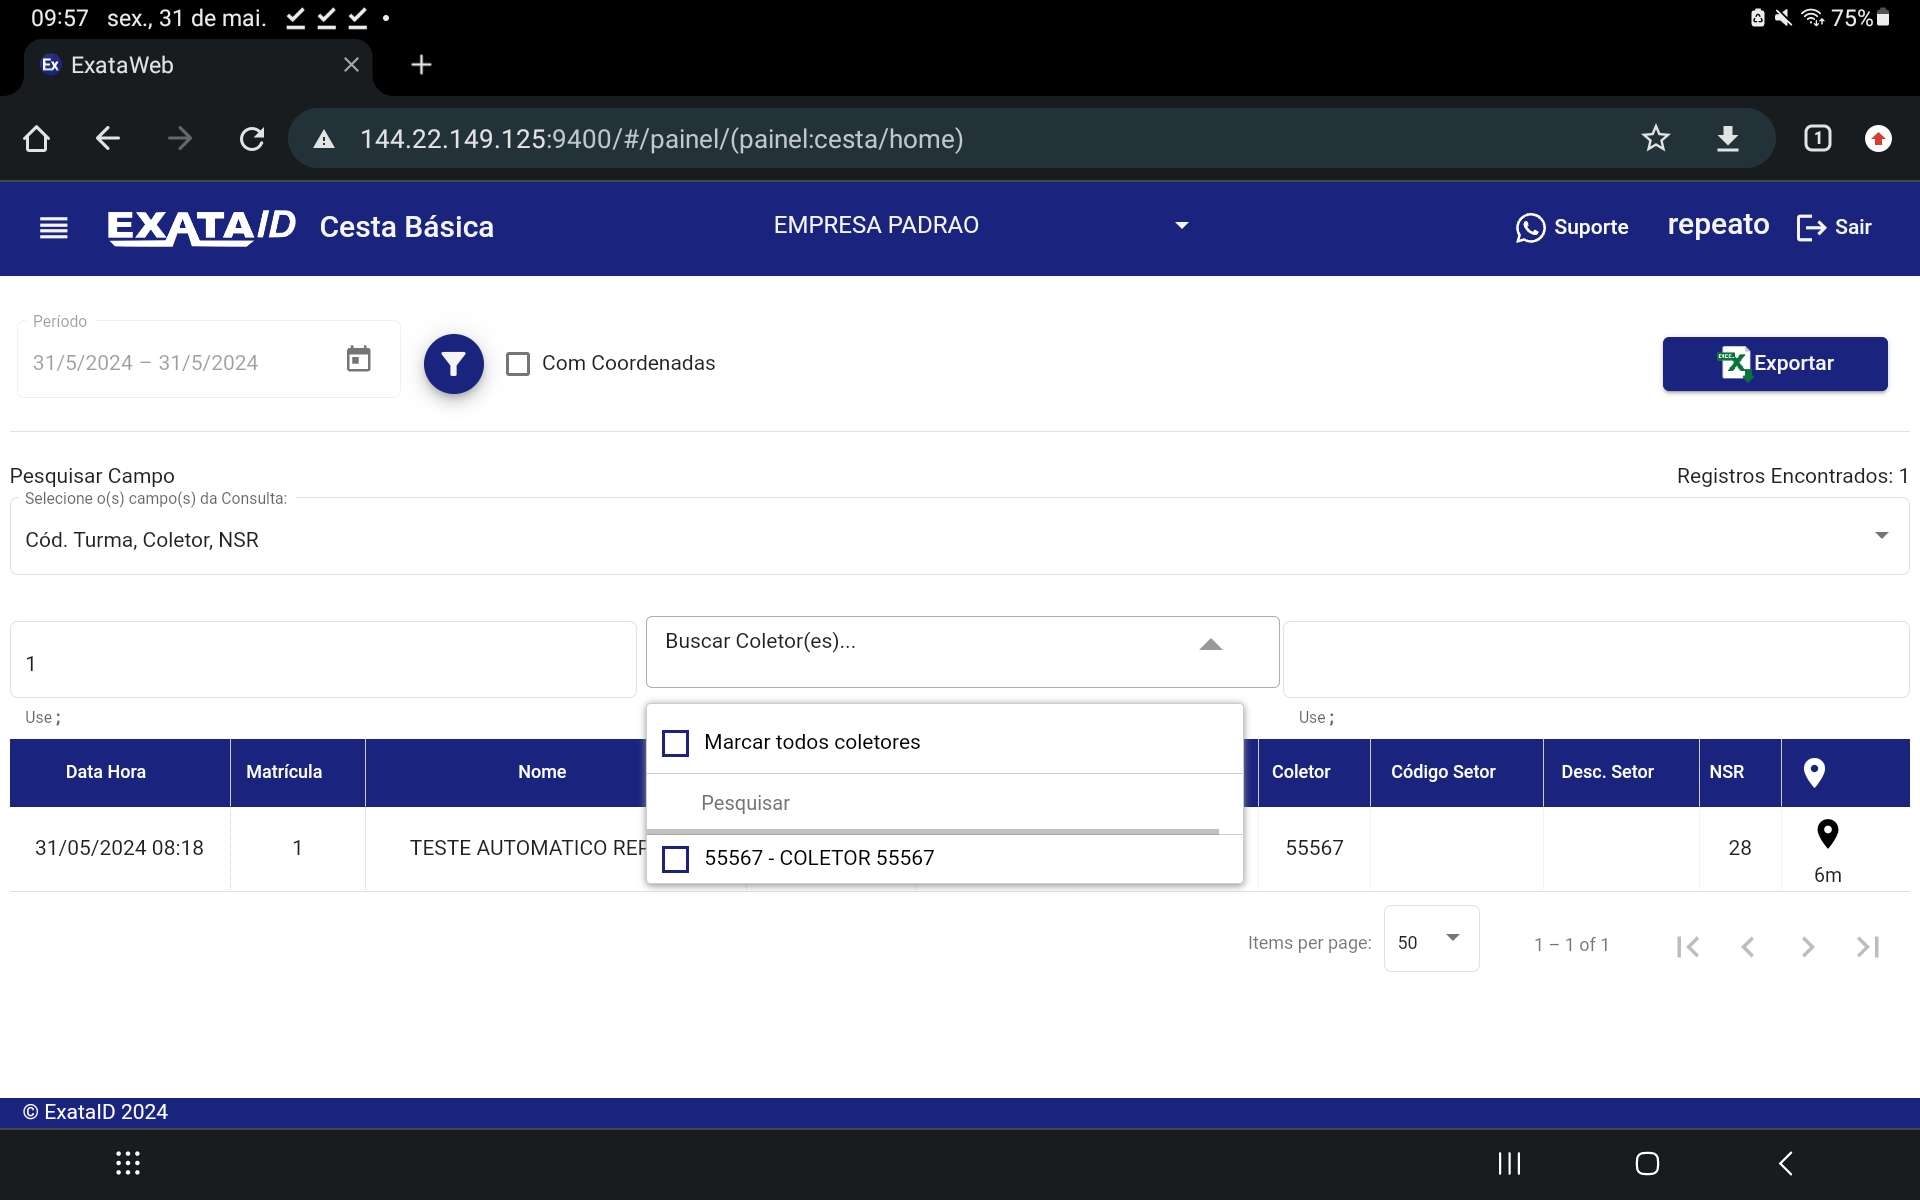 09:57 sex., 31 de mai. 75%
Ex ExataWeb
144.22.149.125:9400/#/painel/(painel:cesta/home) 1
EXATA/ID Cesta Básica EMPRESA PADRAO Suporte repeato Sair
Período
31/5/2024 – 31/5/2024 Com Coordenadas Exportar
Pesquisar Campo Registros Encontrados: 1
Selecione o(s) campo(s) da Consulta:
Cód. Turma, Coletor, NSR
1 Buscar Coletor(es)...
Use ; Use ;
Marcar todos coletores
Data Hora Matrícula Nome Coletor Código Setor Desc. Setor NSR
Pesquisar
31/05/2024 08:18 1 TESTE AUTOMATICO REP 55567 28
55567 - COLETOR 55567
6m
Items per page: 50 1 – 1 of 1
© ExataID 2024